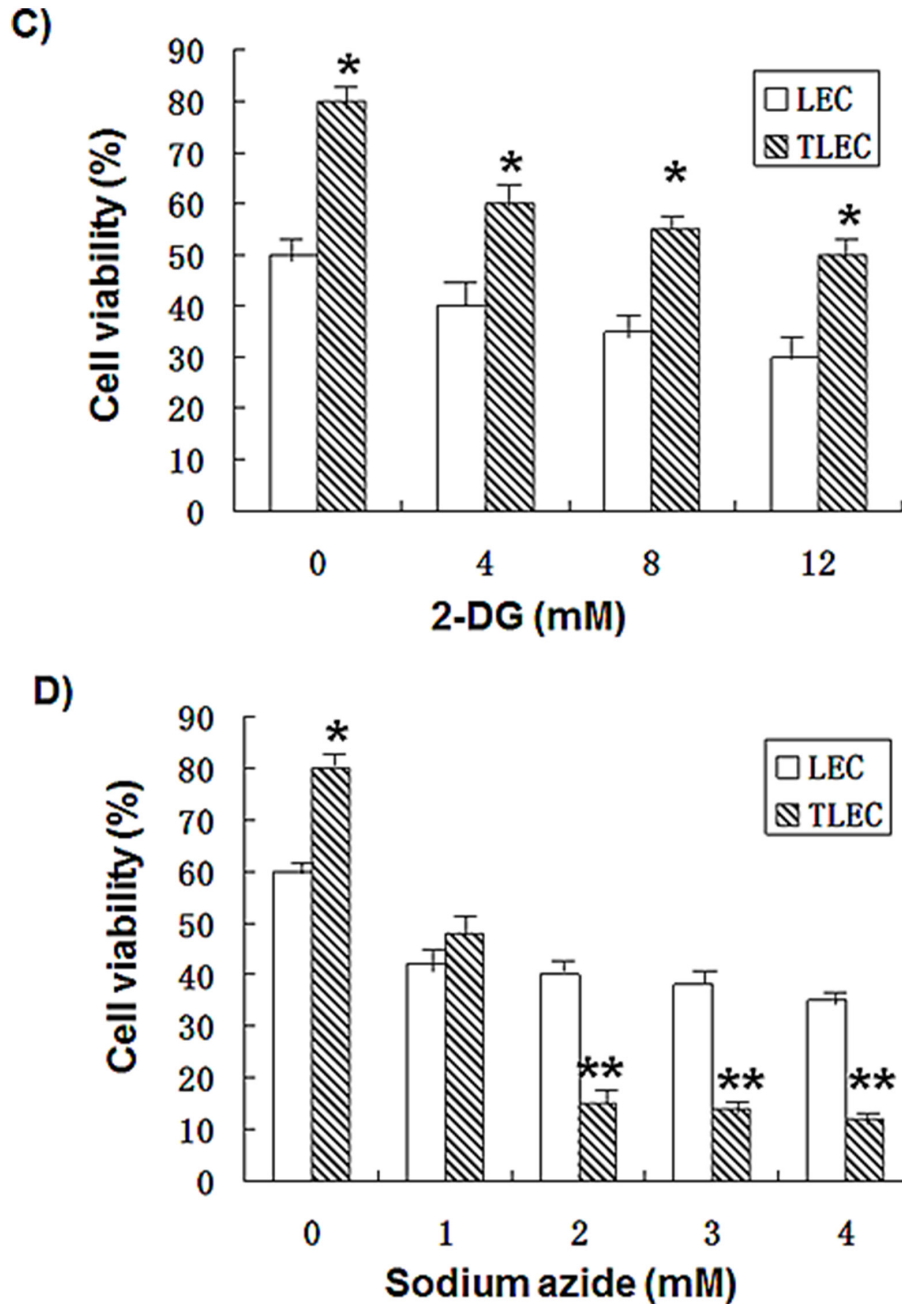 C)
Cell viability (%)
90
80
70
60
50
40
30
20
10
0
*
*
*
*
LEC
TLEC
0 4 8 12
2-DG (mM)
D)
Cell viability (%)
90
80
70
60
50
40
30
20
10
0
*
**
**
**
LEC
TLEC
0 1 2 3 4
Sodium azide (mM)